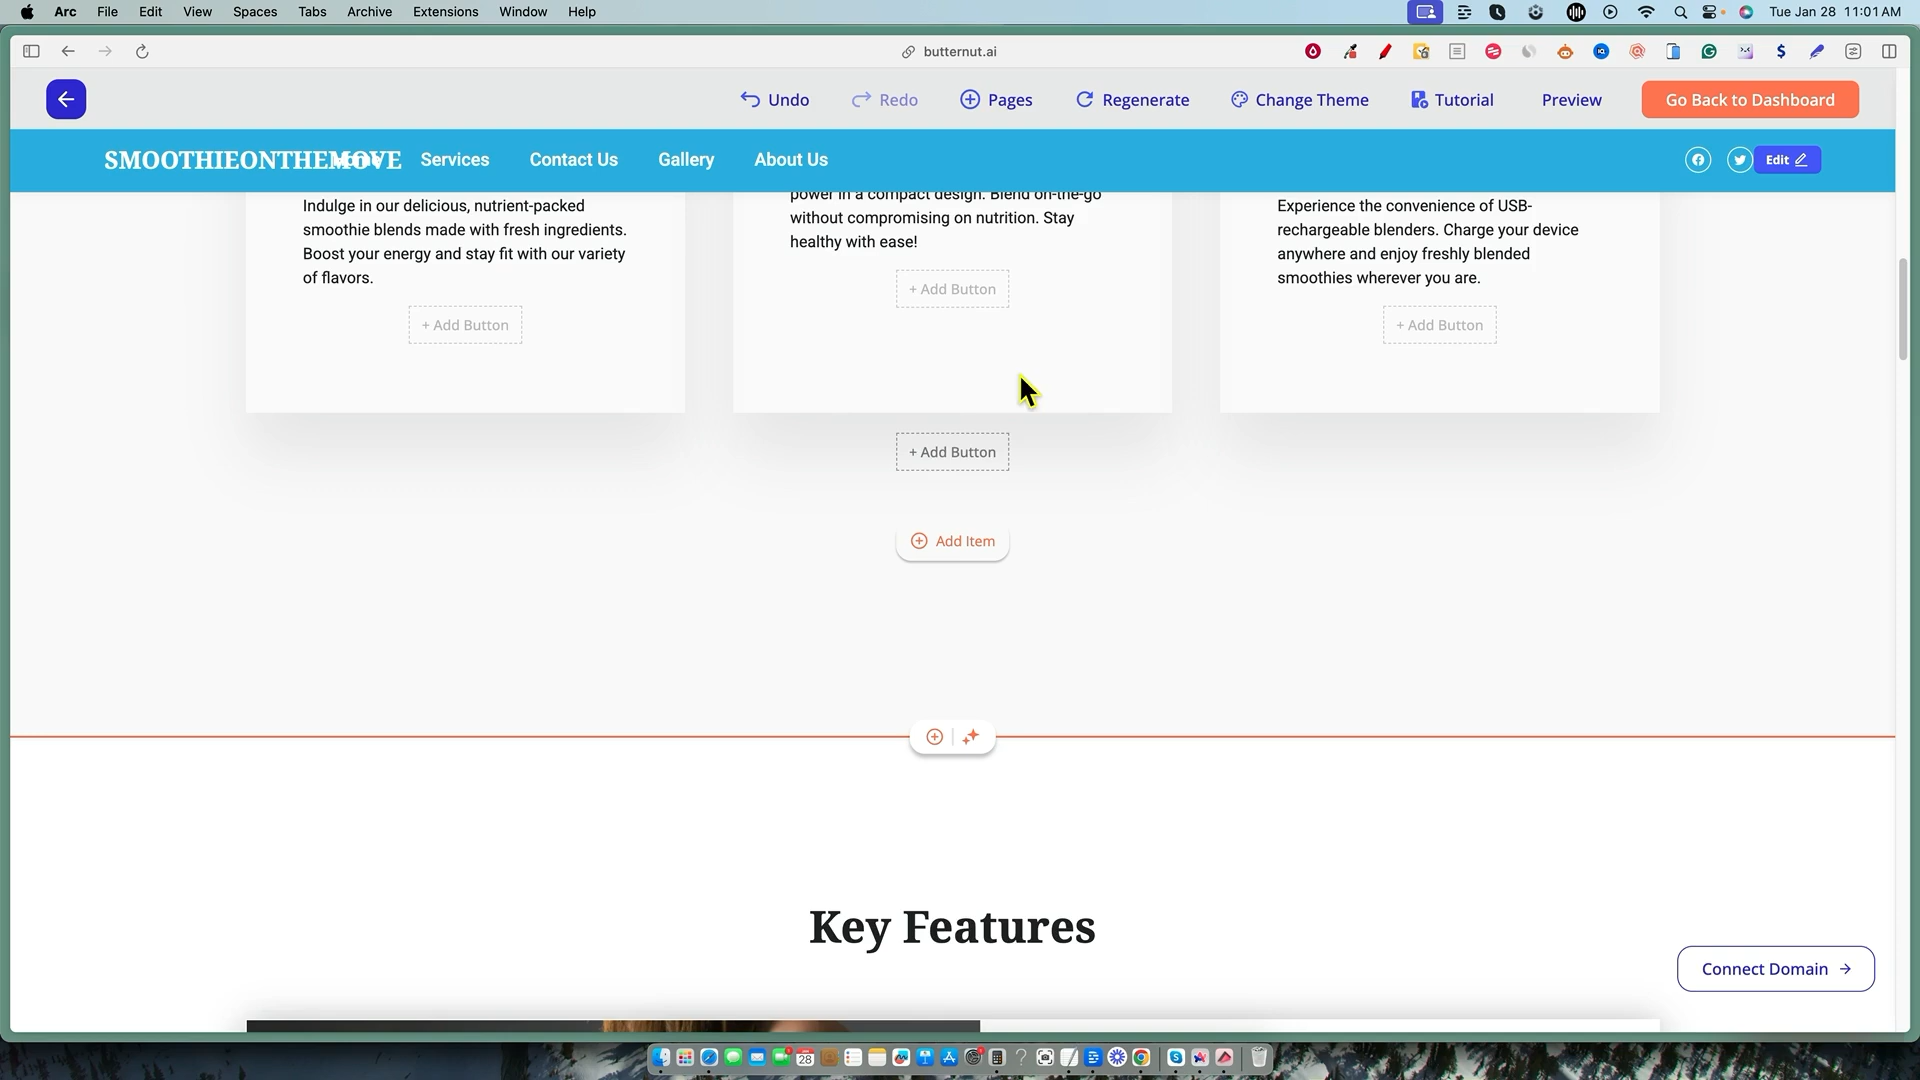 Arc File Edit View Spaces Tabs Archive Extensions Window Help Tue Jan 28 11:01 AM
butternut.ai
Undo Redo Pages Regenerate Change Theme Tutorial Preview Go Back to Dashboard
SMOOTHIEONTHEMOVE Home Services Contact Us Gallery About Us Edit
Indulge in our delicious, nutrient-packed
smoothie blends made with fresh ingredients.
Boost your energy and stay fit with our variety
of flavors.
+ Add Button
power in a compact design. Blend on-the-go
without compromising on nutrition. Stay
healthy with ease!
+ Add Button
Experience the convenience of USB-
rechargeable blenders. Charge your device
anywhere and enjoy freshly blended
smoothies wherever you are.
+ Add Button
+ Add Button
Add Item
Key Features
Connect Domain